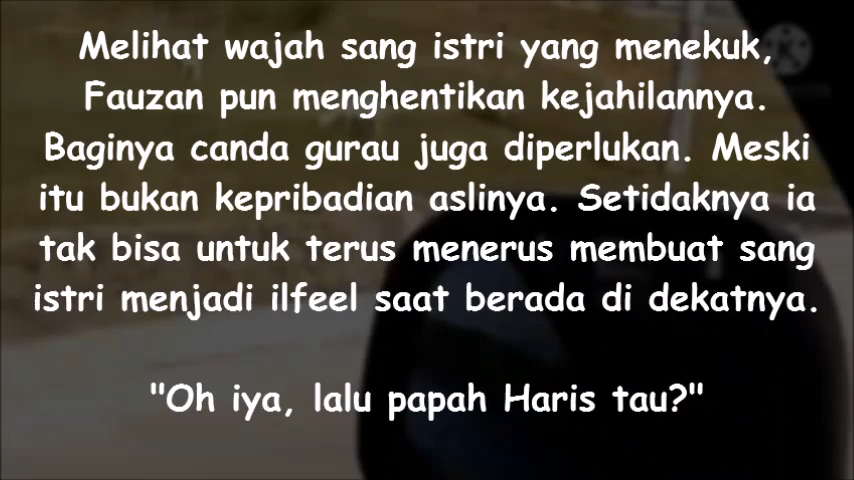 Melihat wajah sang istri yang menekuk,
Fauzan pun menghentikan kejahilannya.
Baginya canda gurau juga diperlukan. Meski
itu bukan kepribadian aslinya. Setidaknya ia
tak bisa untuk terus menerus membuat sang
istri menjadi ilfeel saat berada di dekatnya.
"Oh iya, lalu papah Haris tau?"